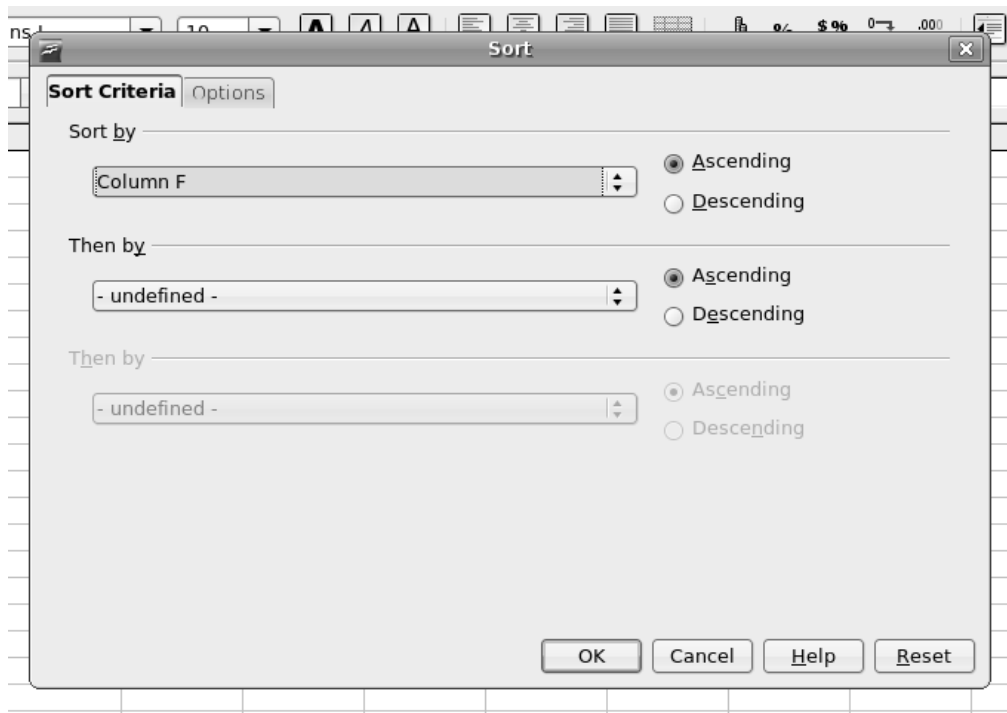 Sort
Sort Criteria Options
Sort by
Column F
Ascending
Descending
Then by
- undefined -
Ascending
Descending
Then by
- undefined -
Ascending
Descending
OK Cancel Help Reset